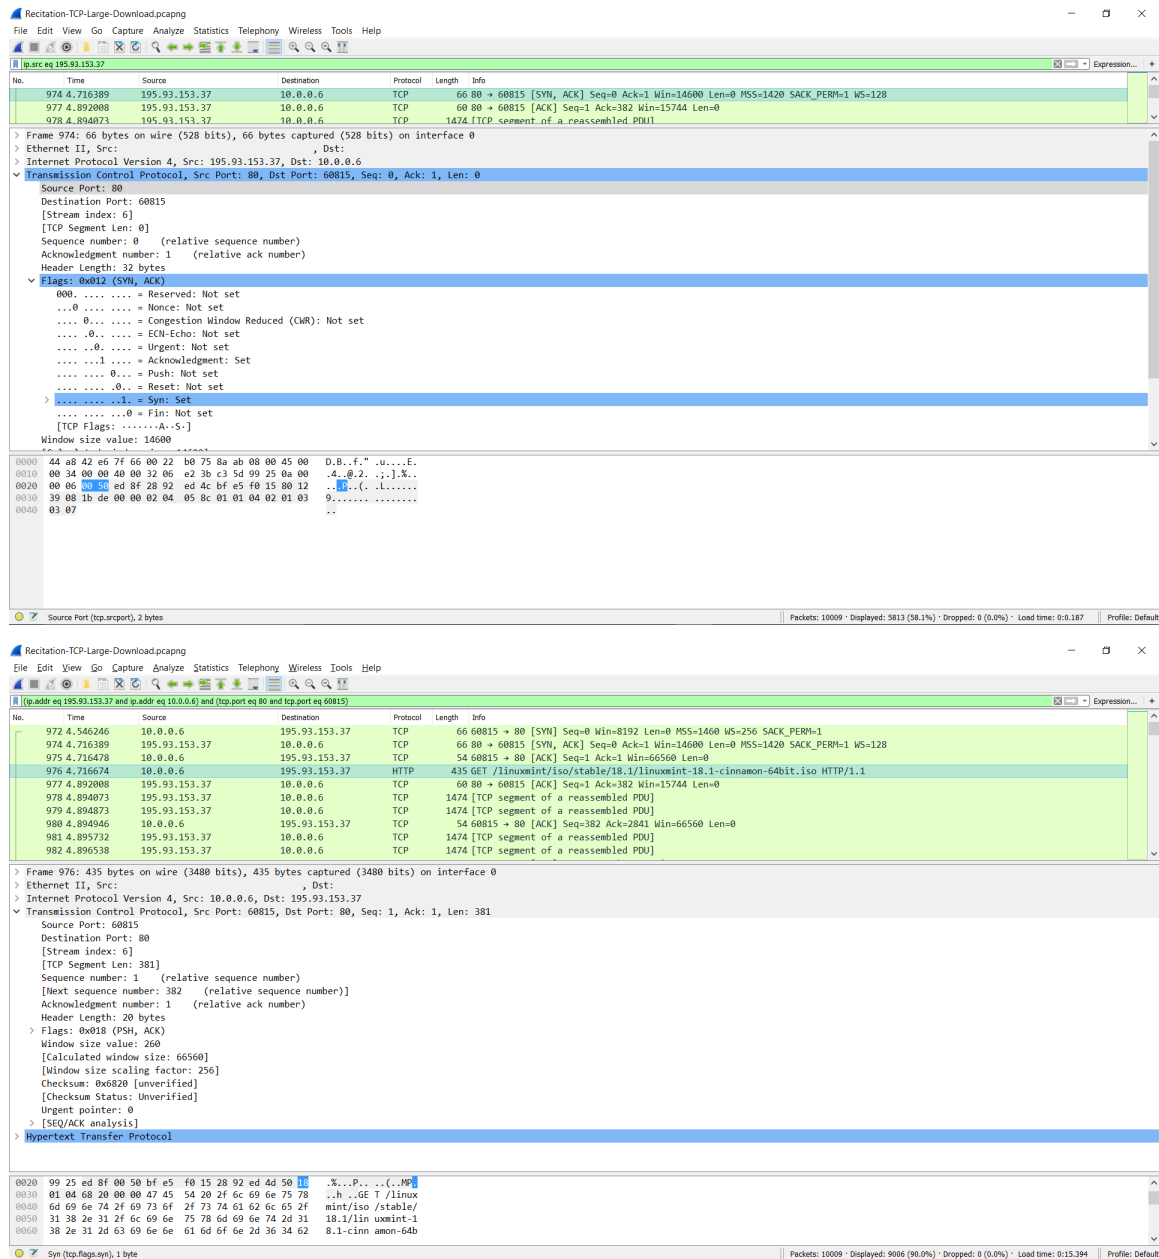 Recitation-TCP-Large-Download.pcapng
File Edit View Go Capture Analyze Statistics Telephony Wireless Tools Help
ip.src eq 195.93.153.37 Expression... +
No. Time Source Destination Protocol Length Info
974 4.716389 195.93.153.37 10.0.0.6 TCP 66 80 → 60815 [SYN, ACK] Seq=0 Ack=1 Win=14600 Len=0 MSS=1420 SACK_PERM=1 WS=128
977 4.892008 195.93.153.37 10.0.0.6 TCP 60 80 → 60815 [ACK] Seq=1 Ack=382 Win=15744 Len=0
978 4.894073 195.93.153.37 10.0.0.6 TCP 1474 [TCP segment of a reassembled PDU]
Frame 974: 66 bytes on wire (528 bits), 66 bytes captured (528 bits) on interface 0
Ethernet II, Src: , Dst:
Internet Protocol Version 4, Src: 195.93.153.37, Dst: 10.0.0.6
Transmission Control Protocol, Src Port: 80, Dst Port: 60815, Seq: 0, Ack: 1, Len: 0
Source Port: 80
Destination Port: 60815
[Stream index: 6]
[TCP Segment Len: 0]
Sequence number: 0 (relative sequence number)
Acknowledgment number: 1 (relative ack number)
Header Length: 32 bytes
Flags: 0x012 (SYN, ACK)
000. .... .... = Reserved: Not set
...0 .... .... = Nonce: Not set
.... 0... .... = Congestion Window Reduced (CWR): Not set
.... .0.. .... = ECN-Echo: Not set
.... ..0. .... = Urgent: Not set
.... ...1 .... = Acknowledgment: Set
.... .... 0... = Push: Not set
.... .... .0.. = Reset: Not set
.... .... ..1. = Syn: Set
.... .... ...0 = Fin: Not set
[TCP Flags: ·······A··S·]
Window size value: 14600
0000 44 a8 42 e6 7f 66 00 22 b0 75 8a ab 08 00 45 00 D.B..f." .u....E.
0010 00 34 00 00 40 00 32 06 e2 3b c3 5d 99 25 0a 00 .4..@.2. .;.].%..
0020 00 06 00 50 ed 8f 28 92 ed 4c bf e5 f0 15 80 12 ...P..(. .L......
0030 39 08 1b de 00 00 02 04 05 8c 01 01 04 02 01 03 9....... ........
0040 03 07 ..
Source Port (tcp.srcport), 2 bytes Packets: 10009 · Displayed: 5813 (58.1%) · Dropped: 0 (0.0%) · Load time: 0:0.187 Profile: Default
Recitation-TCP-Large-Download.pcapng
File Edit View Go Capture Analyze Statistics Telephony Wireless Tools Help
(ip.addr eq 195.93.153.37 and ip.addr eq 10.0.0.6) and (tcp.port eq 80 and tcp.port eq 60815) Expression... +
No. Time Source Destination Protocol Length Info
972 4.546246 10.0.0.6 195.93.153.37 TCP 66 60815 → 80 [SYN] Seq=0 Win=8192 Len=0 MSS=1460 WS=256 SACK_PERM=1
974 4.716389 195.93.153.37 10.0.0.6 TCP 66 80 → 60815 [SYN, ACK] Seq=0 Ack=1 Win=14600 Len=0 MSS=1420 SACK_PERM=1 WS=128
975 4.716478 10.0.0.6 195.93.153.37 TCP 54 60815 → 80 [ACK] Seq=1 Ack=1 Win=66560 Len=0
976 4.716674 10.0.0.6 195.93.153.37 HTTP 435 GET /linuxmint/iso/stable/18.1/linuxmint-18.1-cinnamon-64bit.iso HTTP/1.1
977 4.892008 195.93.153.37 10.0.0.6 TCP 60 80 → 60815 [ACK] Seq=1 Ack=382 Win=15744 Len=0
978 4.894073 195.93.153.37 10.0.0.6 TCP 1474 [TCP segment of a reassembled PDU]
979 4.894873 195.93.153.37 10.0.0.6 TCP 1474 [TCP segment of a reassembled PDU]
980 4.894946 10.0.0.6 195.93.153.37 TCP 54 60815 → 80 [ACK] Seq=382 Ack=2841 Win=66560 Len=0
981 4.895732 195.93.153.37 10.0.0.6 TCP 1474 [TCP segment of a reassembled PDU]
982 4.896538 195.93.153.37 10.0.0.6 TCP 1474 [TCP segment of a reassembled PDU]
Frame 976: 435 bytes on wire (3480 bits), 435 bytes captured (3480 bits) on interface 0
Ethernet II, Src: , Dst:
Internet Protocol Version 4, Src: 10.0.0.6, Dst: 195.93.153.37
Transmission Control Protocol, Src Port: 60815, Dst Port: 80, Seq: 1, Ack: 1, Len: 381
Source Port: 60815
Destination Port: 80
[Stream index: 6]
[TCP Segment Len: 381]
Sequence number: 1 (relative sequence number)
[Next sequence number: 382 (relative sequence number)]
Acknowledgment number: 1 (relative ack number)
Header Length: 20 bytes
Flags: 0x018 (PSH, ACK)
Window size value: 260
[Calculated window size: 66560]
[Window size scaling factor: 256]
Checksum: 0x6820 [unverified]
[Checksum Status: Unverified]
Urgent pointer: 0
[SEQ/ACK analysis]
Hypertext Transfer Protocol
0020 99 25 ed 8f 00 50 bf e5 f0 15 28 92 ed 4d 50 18 .%...P.. ..(..MP.
0030 01 04 68 20 00 00 47 45 54 20 2f 6c 69 6e 75 78 ..h ..GE T /linux
0040 6d 69 6e 74 2f 69 73 6f 2f 73 74 61 62 6c 65 2f mint/iso /stable/
0050 31 38 2e 31 2f 6c 69 6e 75 78 6d 69 6e 74 2d 31 18.1/lin uxmint-1
0060 38 2e 31 2d 63 69 6e 6e 61 6d 6f 6e 2d 36 34 62 8.1-cinn amon-64b
Syn (tcp.flags.syn), 1 byte Packets: 10009 · Displayed: 9006 (90.0%) · Dropped: 0 (0.0%) · Load time: 0:15.394 Profile: Default